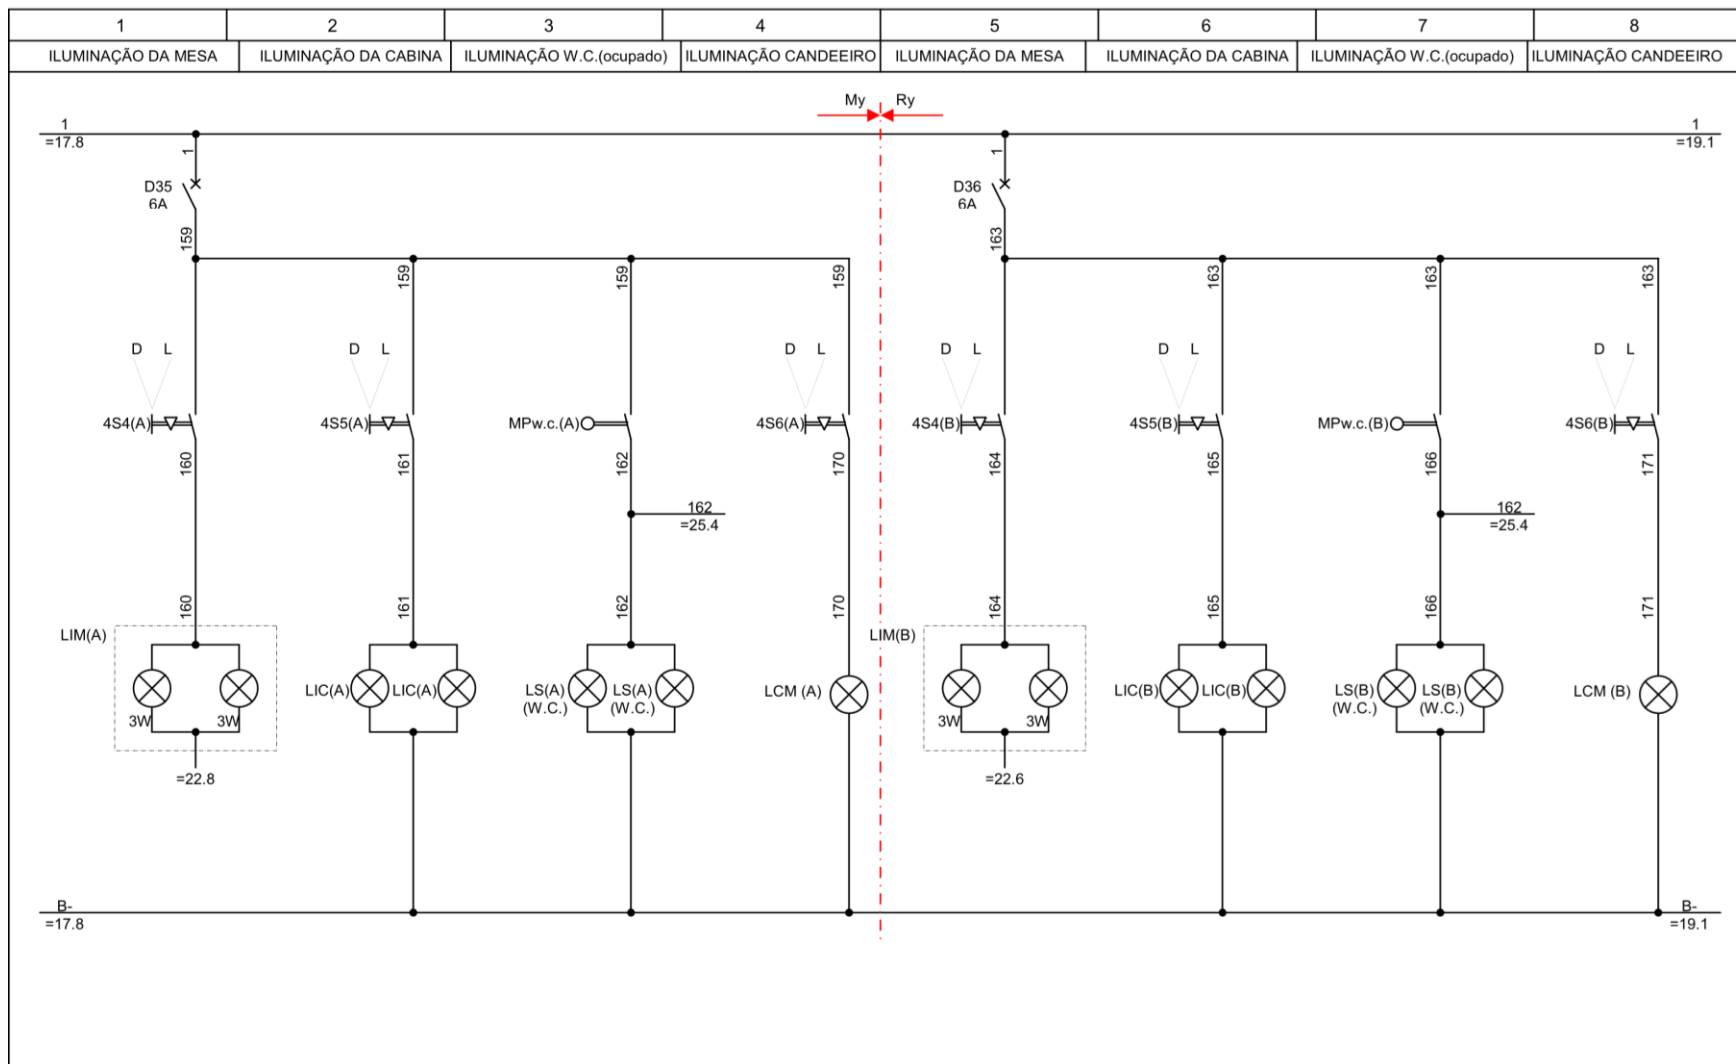 1 2 3 4 5 6 7 8
ILUMINAÇÃO DA MESA ILUMINAÇÃO DA CABINA ILUMINAÇÃO W.C.(ocupado) ILUMINAÇÃO CANDEEIRO ILUMINAÇÃO DA MESA ILUMINAÇÃO DA CABINA ILUMINAÇÃO W.C.(ocupado) ILUMINAÇÃO CANDEEIRO
My Ry
1 1
=17.8 =19.1
1 1
D35 D36
6A 6A
159 163
159 159 159 163 163 163
D L D L D L D L D L D L
4S4(A) 4S5(A) MPw.c.(A) 4S6(A) 4S4(B) 4S5(B) MPw.c.(B) 4S6(B)
160 161 162 170 164 165 166 171
162 162
=25.4 =25.4
160 161 162 170 164 165 166 171
LIM(A) LIM(B)
LIC(A) LIC(A) LS(A) LS(A) LCM (A) LIC(B) LIC(B) LS(B) LS(B) LCM (B)
(W.C.) (W.C.) (W.C.) (W.C.)
3W 3W 3W 3W
=22.8 =22.6
B- B-
=17.8 =19.1